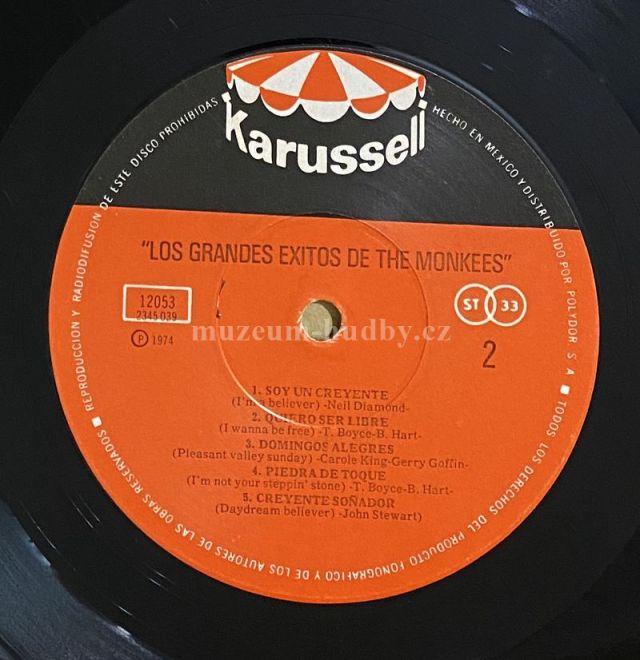 Karussell
"LOS GRANDES EXITOS DE THE MONKEES"
12053
2345 039
Ⓟ 1974
ST 33
2
muzeum-hudby.cz
1. SOY UN CREYENTE
(I'm a believer) -Neil Diamond-
2. QUIERO SER LIBRE
(I wanna be free) -T. Boyce-B. Hart-
3. DOMINGOS ALEGRES
(Pleasant valley sunday) -Carole King-Gerry Goffin-
4. PIEDRA DE TOQUE
(I'm not your steppin' stone) -T. Boyce-B. Hart-
5. CREYENTE SOÑADOR
(Daydream believer) -John Stewart)
HECHO EN MEXICO Y DISTRIBUIDO POR POLYDOR S A ■ TODOS LOS DERECHOS DEL PRODUCTO FONOGRAFICO Y DE LOS AUTORES DE LAS OBRAS RESERVADOS ■ REPRODUCCION Y RADIODIFUSION DE ESTE DISCO PROHIBIDAS